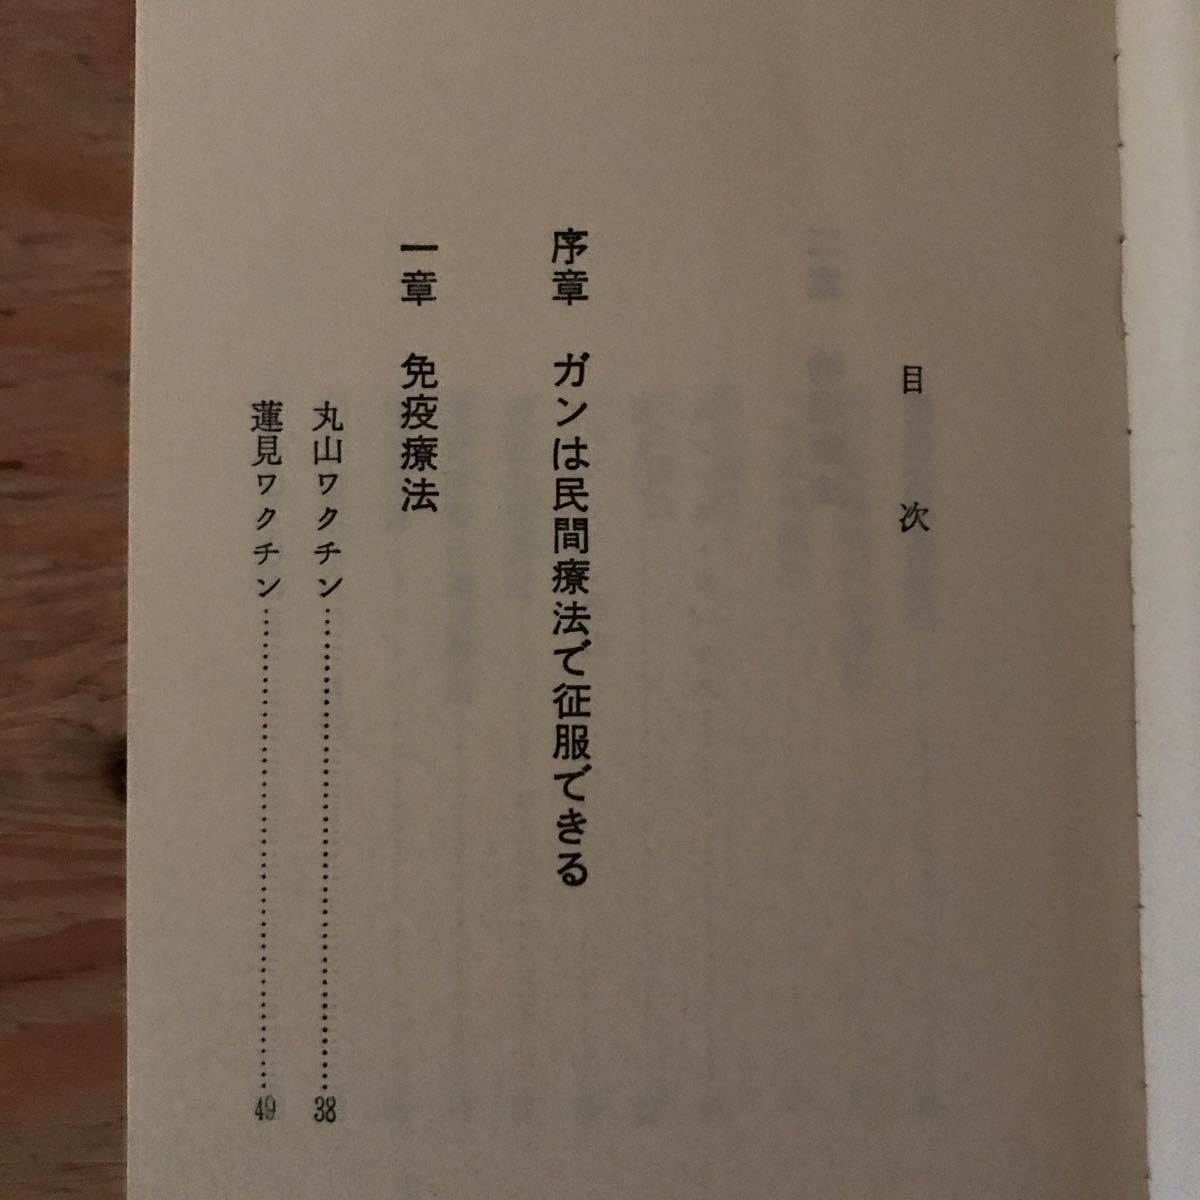 目次
序章 ガンは民間療法で征服できる
一章 免疫療法
丸山ワクチン……………………………………38
蓮見ワクチン……………………………………49